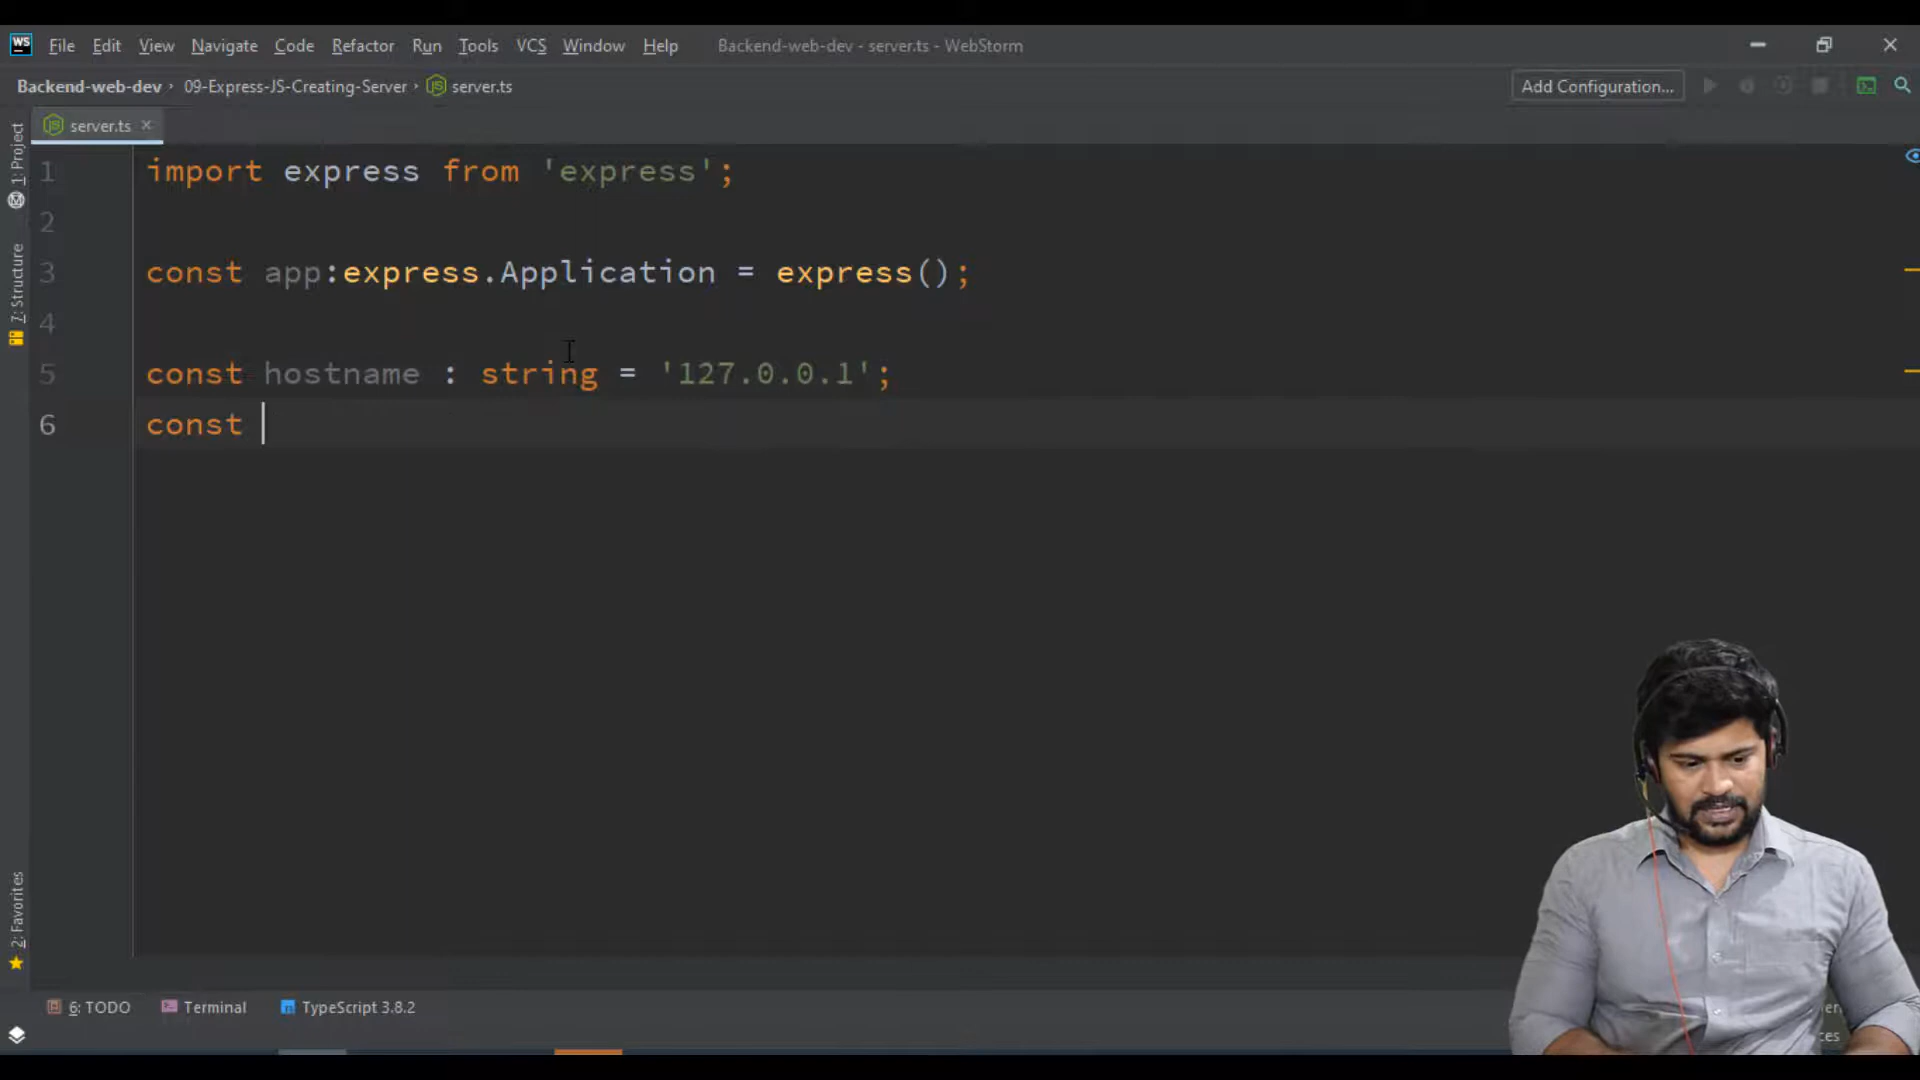 WS File Edit View Navigate Code Refactor Run Tools VCS Window Help Backend-web-dev - server.ts - WebStorm
Backend-web-dev › 09-Express-JS-Creating-Server › JS server.ts Add Configuration...
JS server.ts ×
1: Project
7: Structure
2: Favorites
1 import express from 'express';
2
3 const app:express.Application = express();
4
5 const hostname : string = '127.0.0.1';
6 const
6: TODO Terminal TypeScript 3.8.2